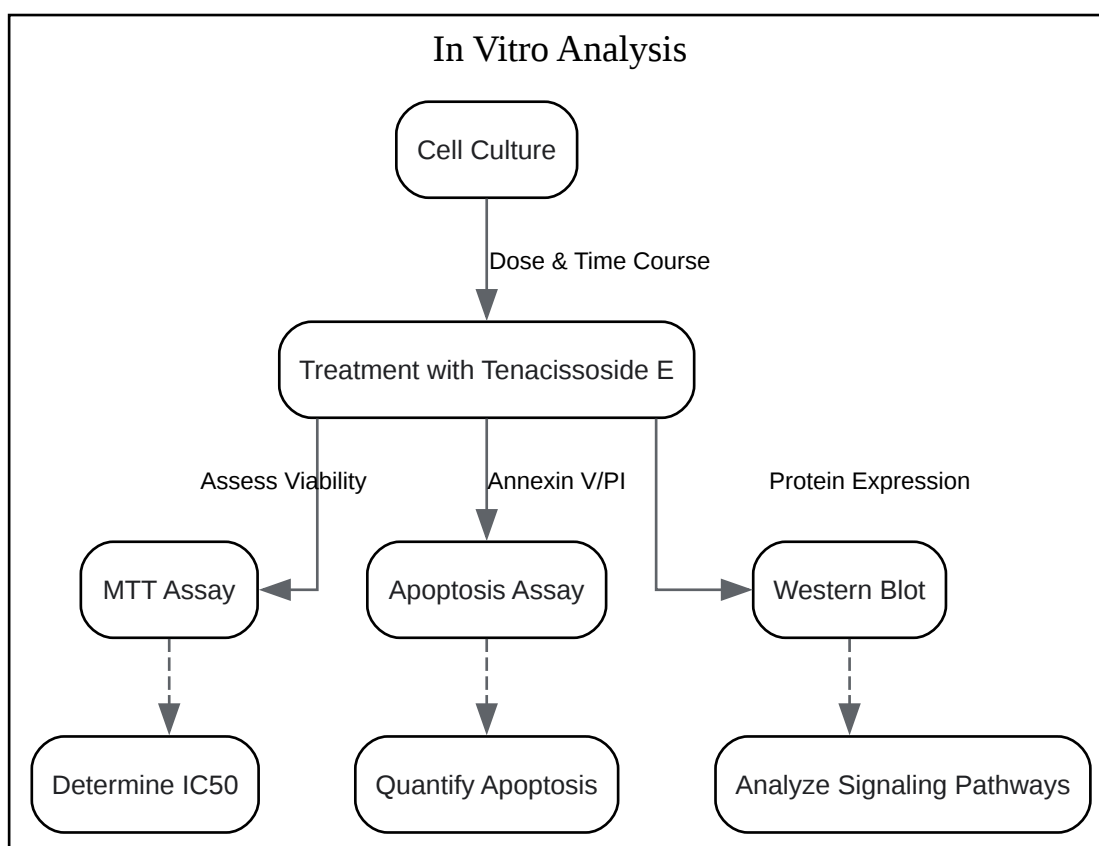 In Vitro Analysis
Cell Culture
Dose & Time Course
Treatment with Tenacissoside E
Assess Viability
Annexin V/PI
Protein Expression
MTT Assay
Apoptosis Assay
Western Blot
Determine IC50
Quantify Apoptosis
Analyze Signaling Pathways